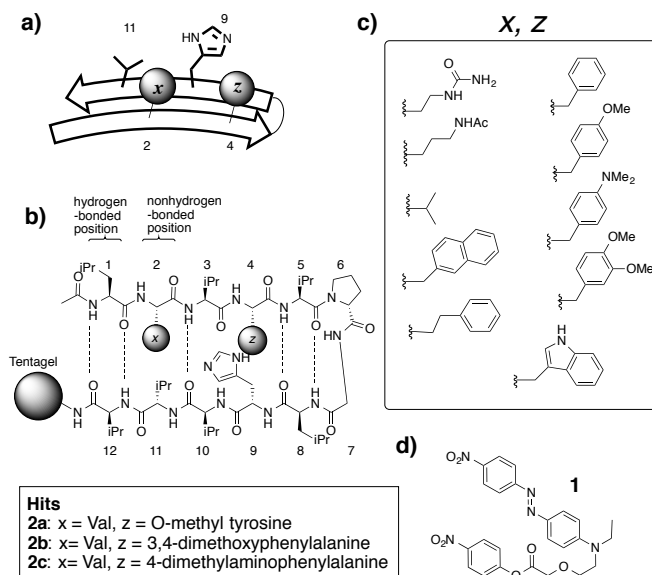 a)
11
9
HN
N
x
z
2
4
b)
hydrogen
-bonded
position
nonhydrogen
-bonded
position
1
2
3
4
5
6
iPr
iPr
iPr
O
O
O
O
H
N
H
N
N
N
H
O
N
H
O
N
H
O
O
HN
x
z
Tentagel
HN
N
O
iPr
O
O
O
NH
N
H
N
H
N
H
N
H
N
H
O
iPr
O
iPr
O
iPr
12
11
10
9
8
7
Hits
2a: x = Val, z = O-methyl tyrosine
2b: x= Val, z = 3,4-dimethoxyphenylalanine
2c: x= Val, z = 4-dimethylaminophenylalanine
c)
X, Z
O
N
H
NH2
NHAc
OMe
NMe2
OMe
OMe
H
N
d)
O2N
1
N
N
N
O2N
O
O
O